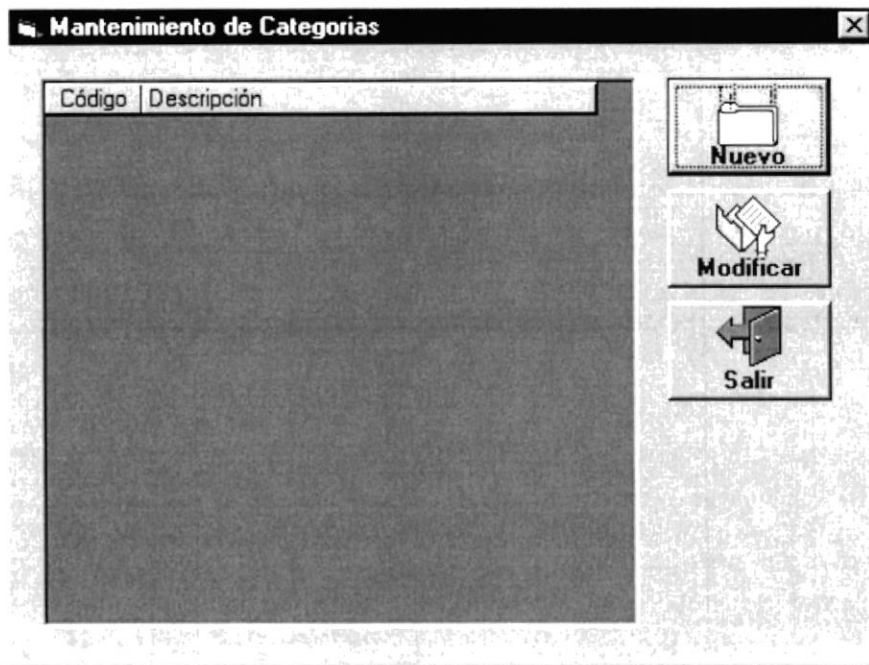 Mantenimiento de Categorias
Código Descripción
Nuevo
Modificar
Salir